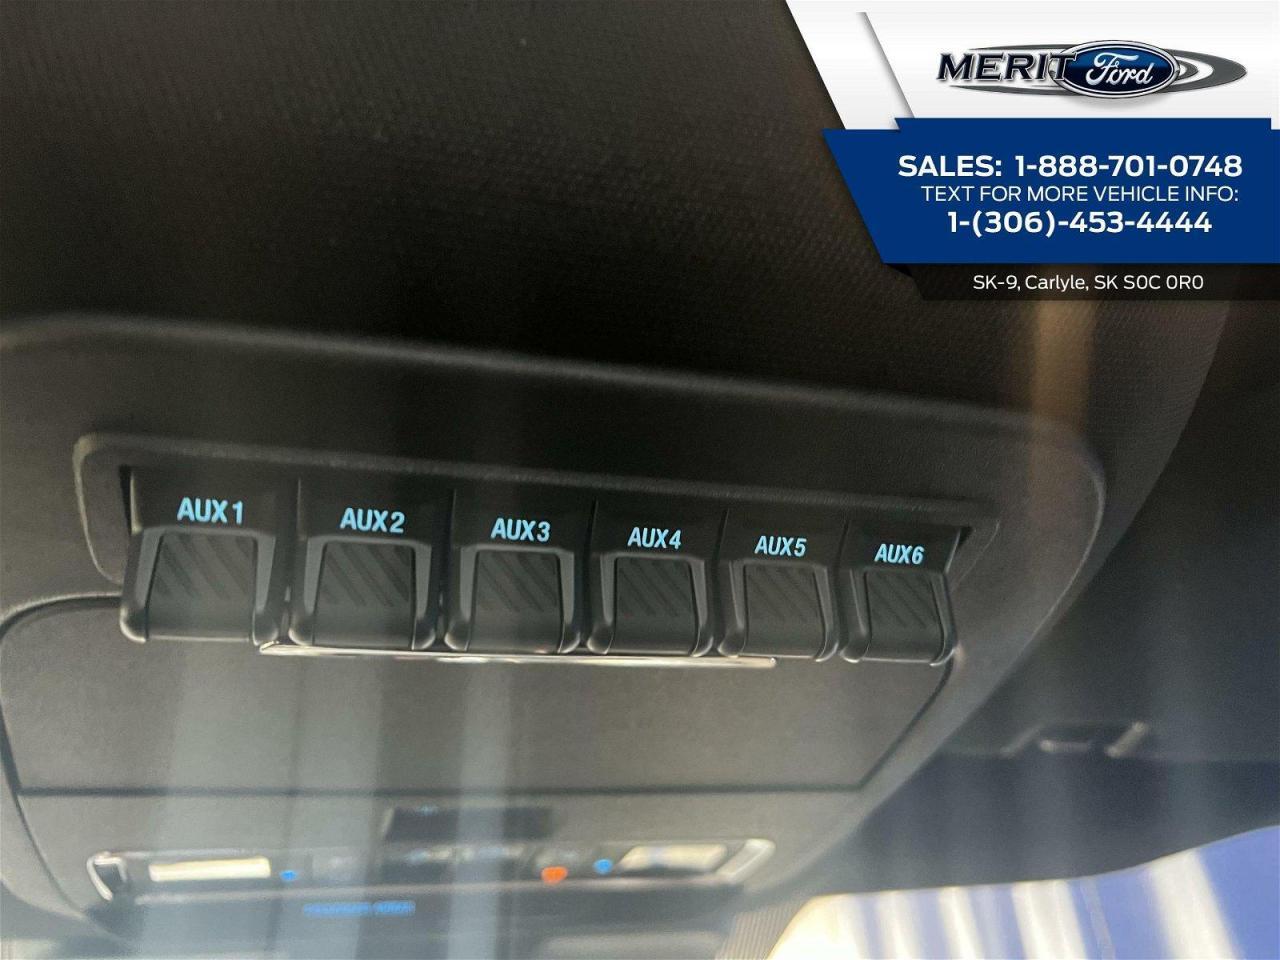 MERIT Ford
SALES: 1-888-701-0748
TEXT FOR MORE VEHICLE INFO:
1-(306)-453-4444
SK-9, Carlyle, SK S0C 0R0
AUX1 AUX2 AUX3 AUX4 AUX5 AUX6